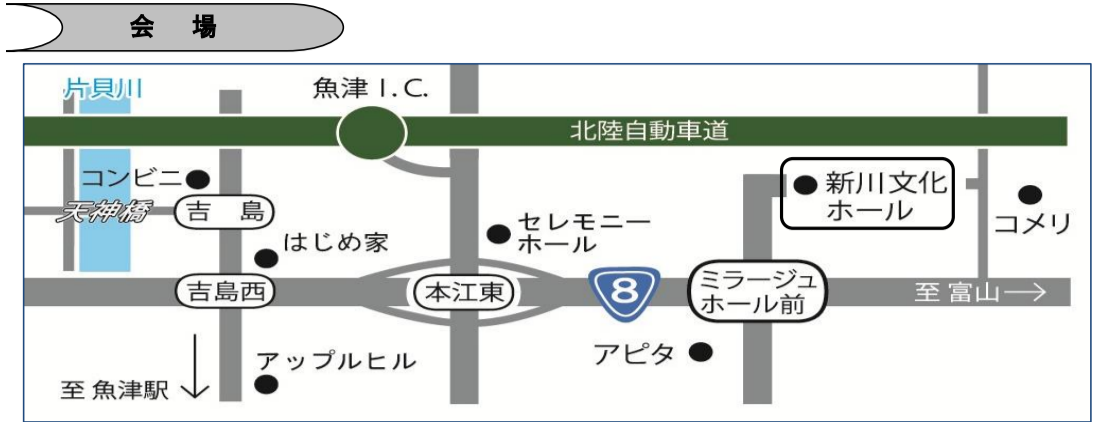 会 場
片貝川
魚津 I.C.
北陸自動車道
コンビニ
天神橋
吉 島
はじめ家
セレモニー
ホール
新川文化
ホール
コメリ
吉島西
本江東
8
ミラージュ
ホール前
至 富山→
アピタ
アップルヒル
至 魚津駅